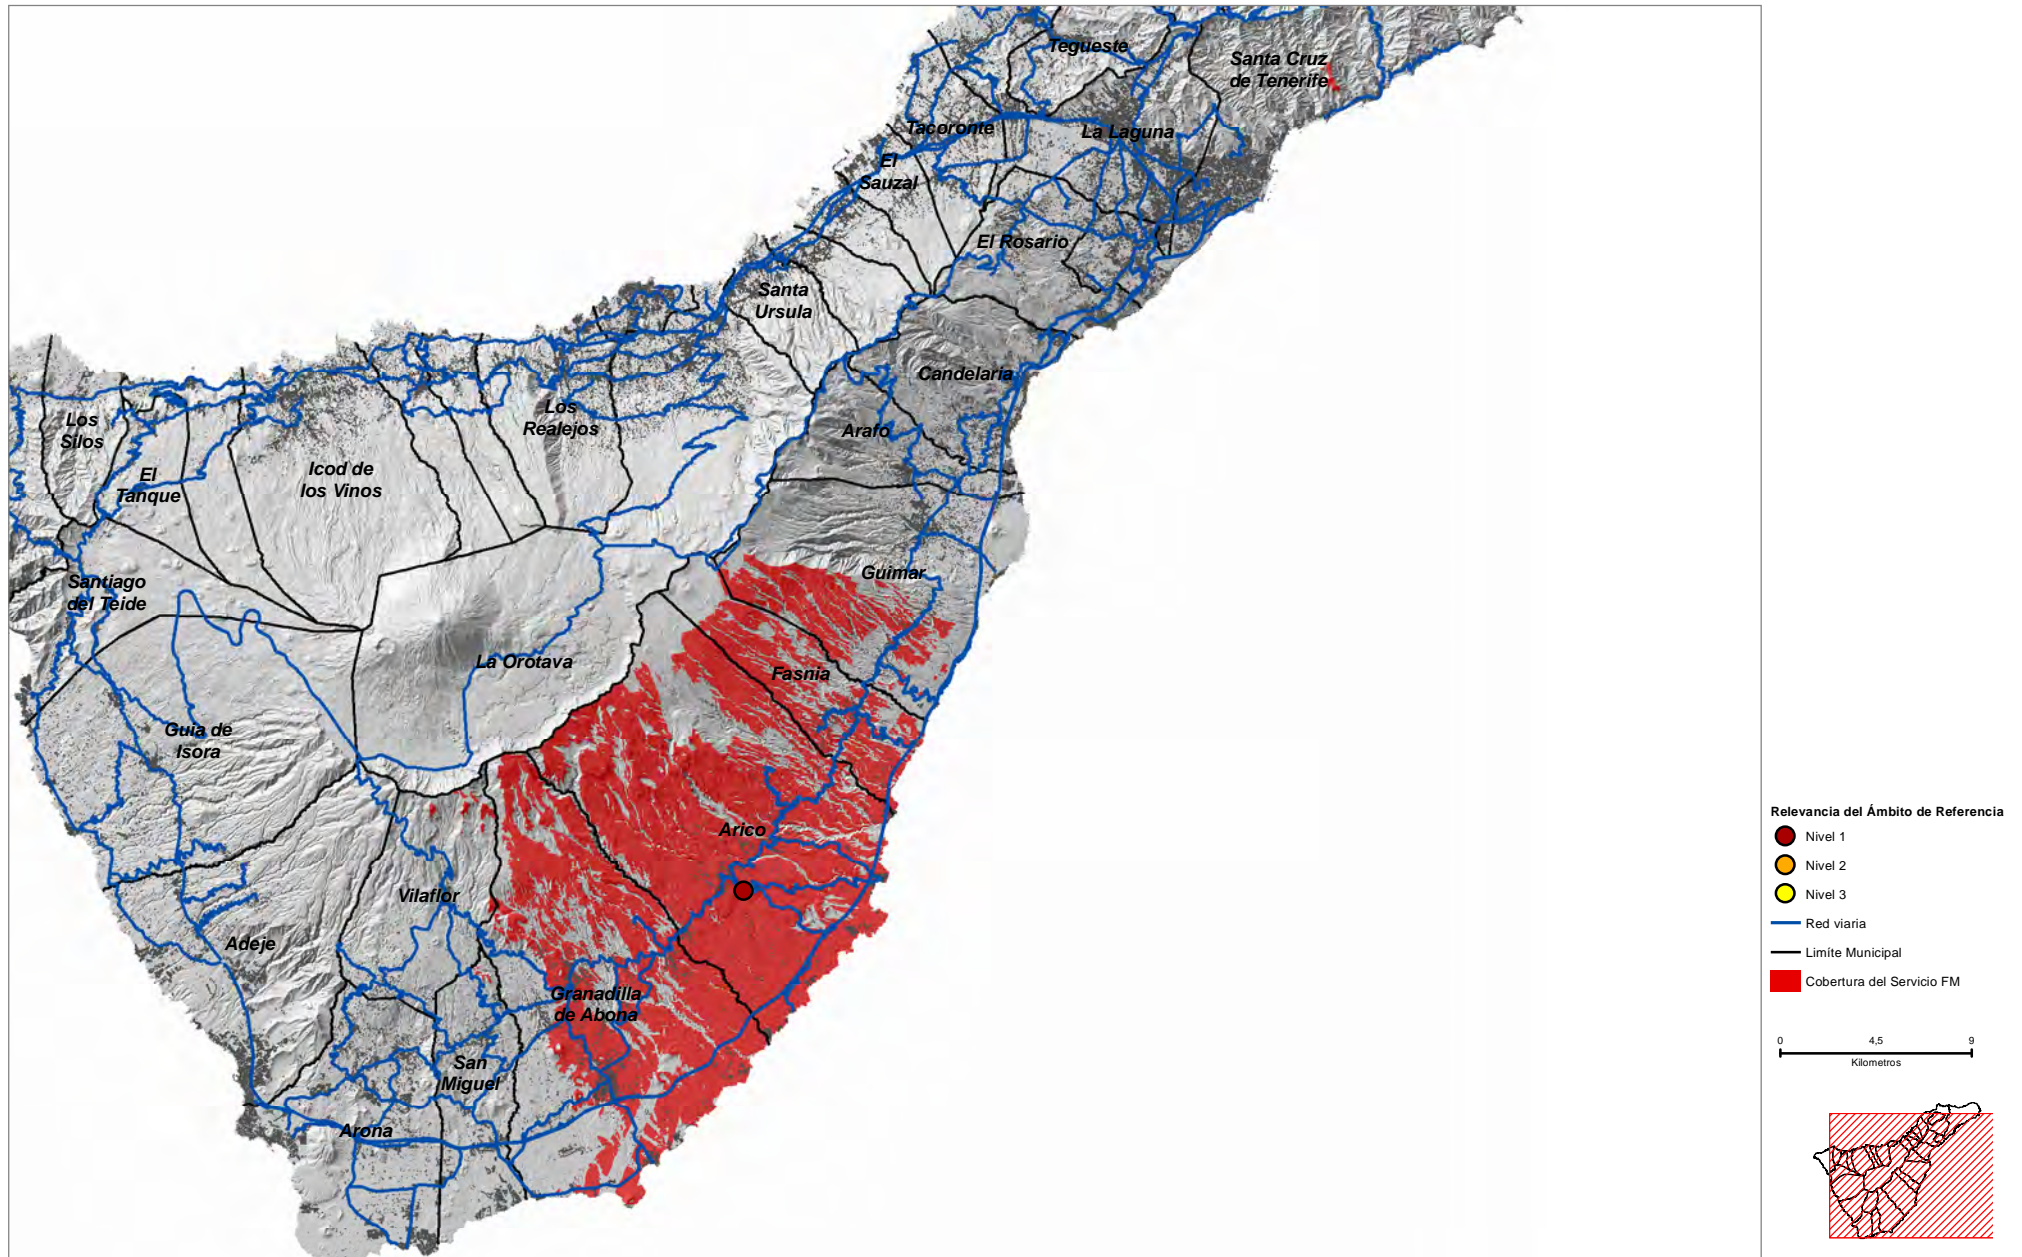 Tegueste
Santa Cruz
de Tenerife
Tacoronte
La Laguna
El
Sauzal
El Rosario
Santa
Ursula
Candelaria
Los
Silos
Los
Realejos
Arafo
El
Tanque
Icod de
los Vinos
Santiago
del Teide
Guimar
La Orotava
Fasnia
Guia de
Isora
Arico
Vilaflor
Adeje
Granadilla
de Abona
San
Miguel
Arona
Relevancia del Ámbito de Referencia
Nivel 1
Nivel 2
Nivel 3
Red viaria
Limíte Municipal
Cobertura del Servicio FM
0 4,5 9
Kilometros